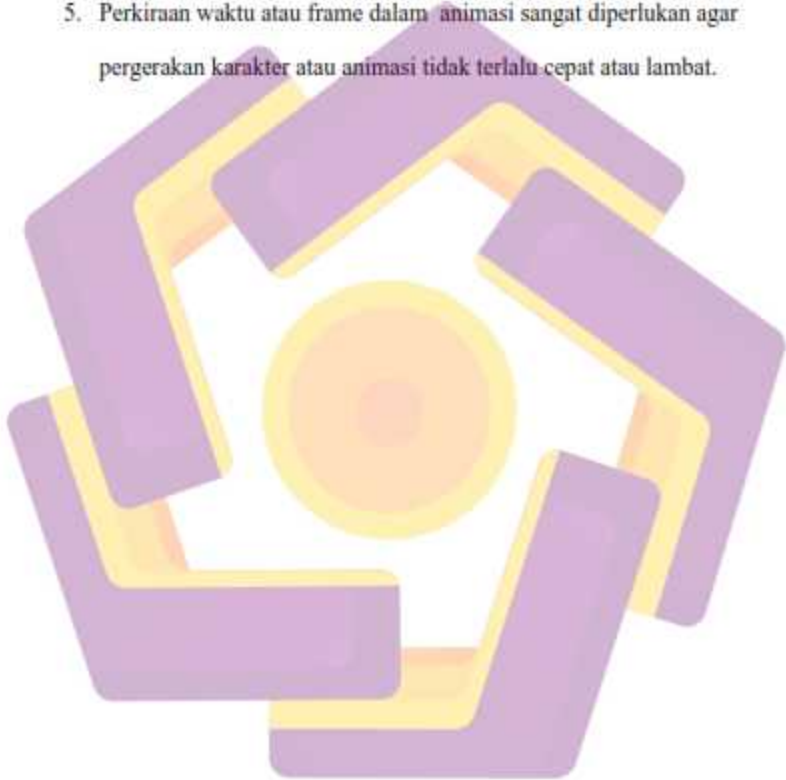 5. Perkiraan waktu atau frame dalam animasi sangat diperlukan agar
pergerakan karakter atau animasi tidak terlalu cepat atau lambat.